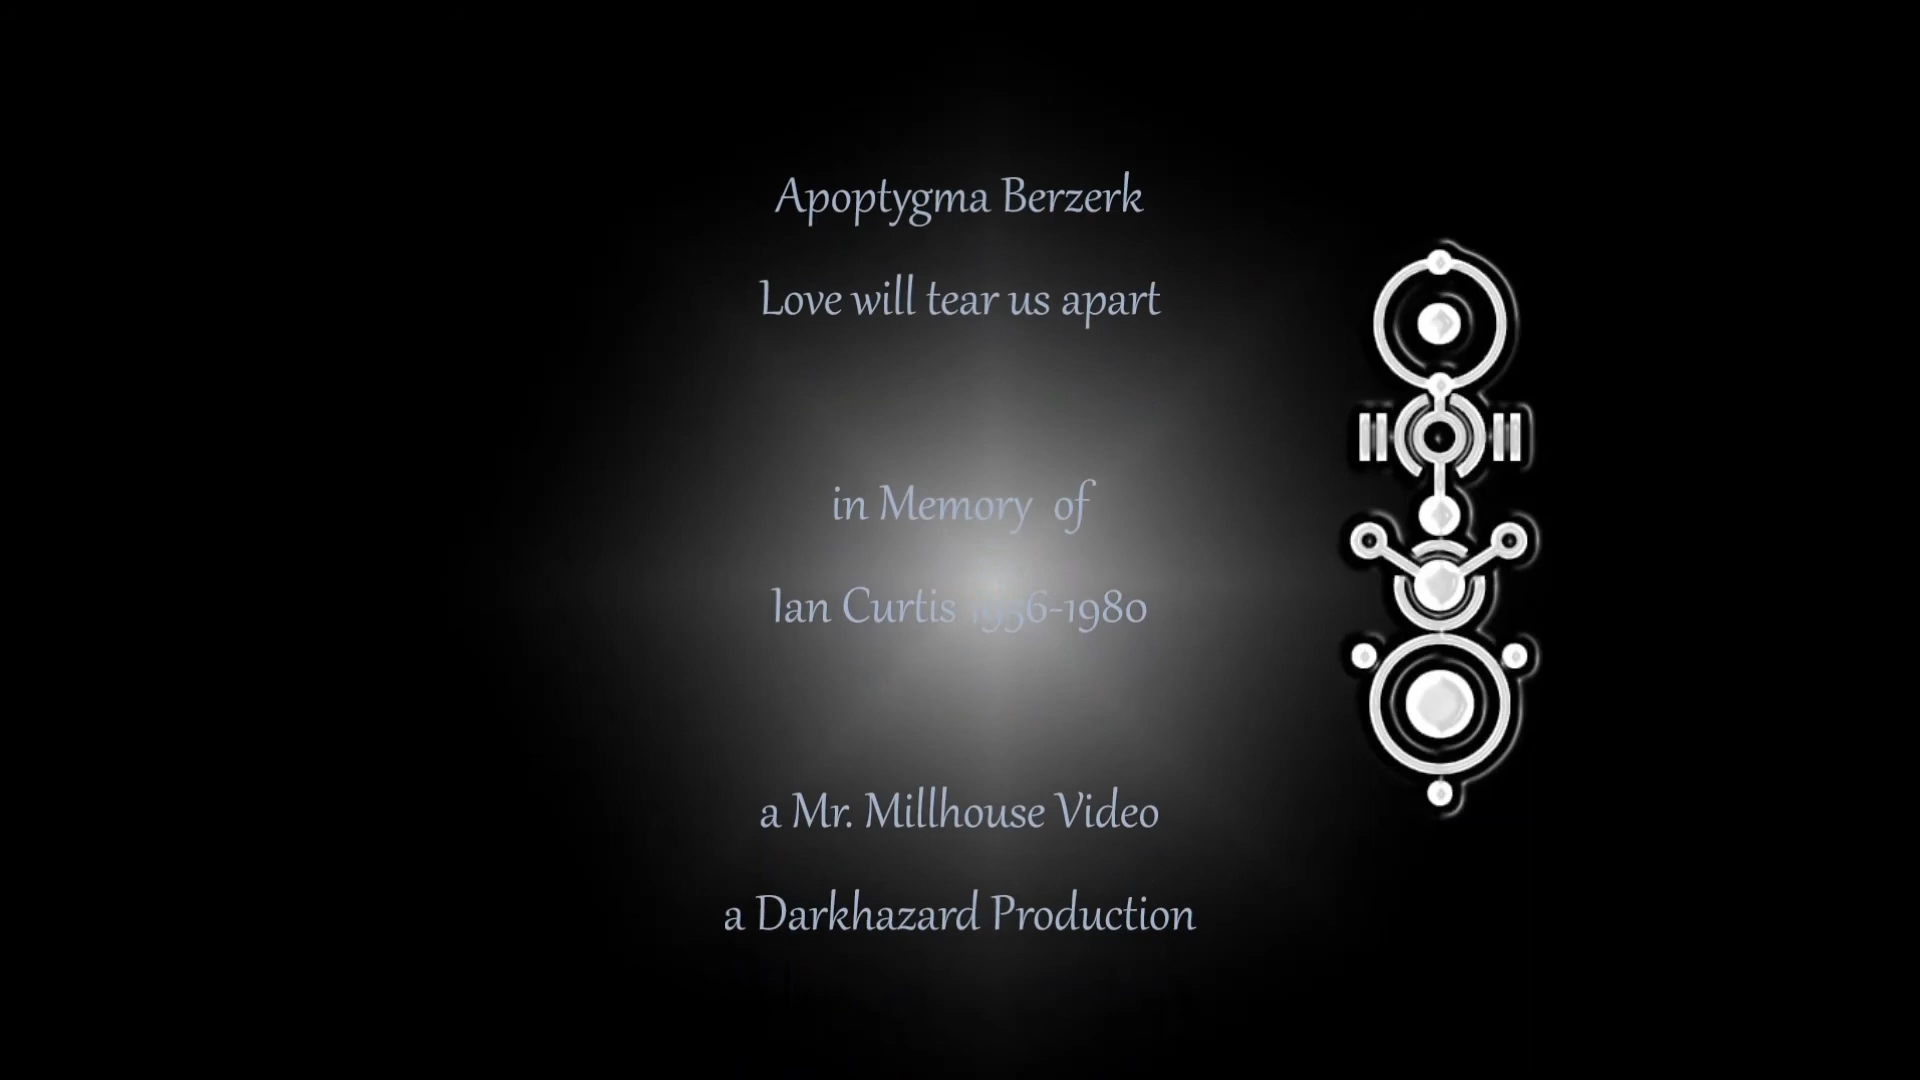 Apoptygma Berzerk
Love will tear us apart
in Memory of
Ian Curtis 1956-1980
a Mr. Millhouse Video
a Darkhazard Production